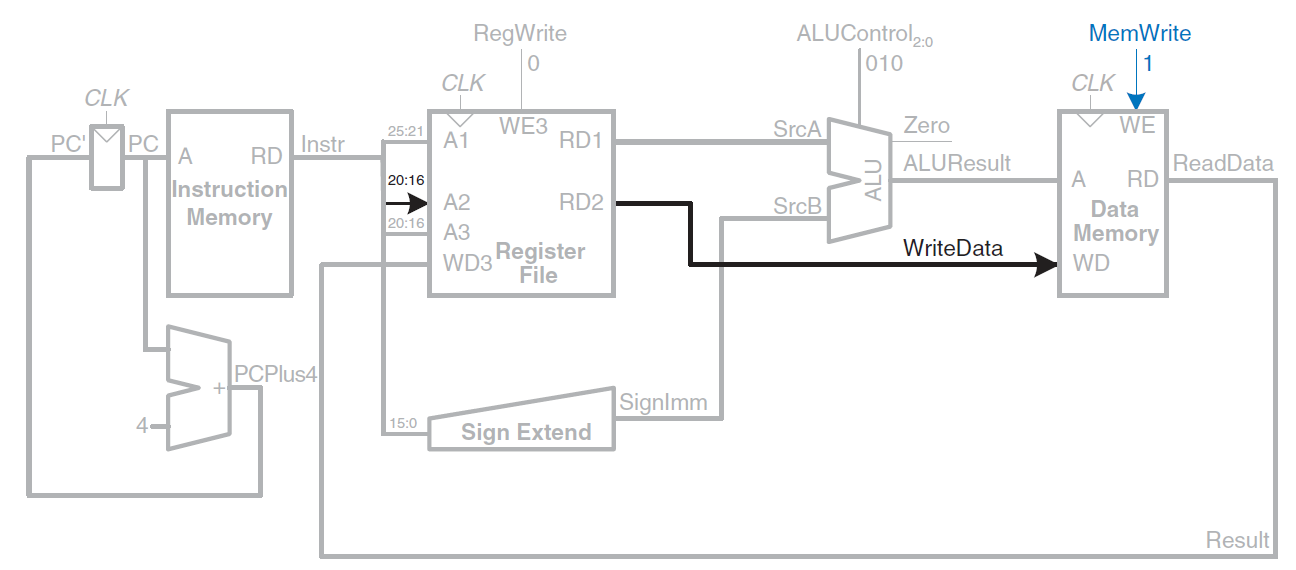 RegWrite
ALUControl2:0
MemWrite
0
010
1
CLK
CLK
CLK
PC'
PC
A
RD
Instr
Instruction
Memory
25:21
A1
WE3
RD1
20:16
A2
RD2
20:16
A3
WD3
Register
File
SrcA
SrcB
ALU
Zero
ALUResult
WriteData
WE
A
RD
Data
Memory
WD
ReadData
+
PCPlus4
4
15:0
Sign Extend
SignImm
Result